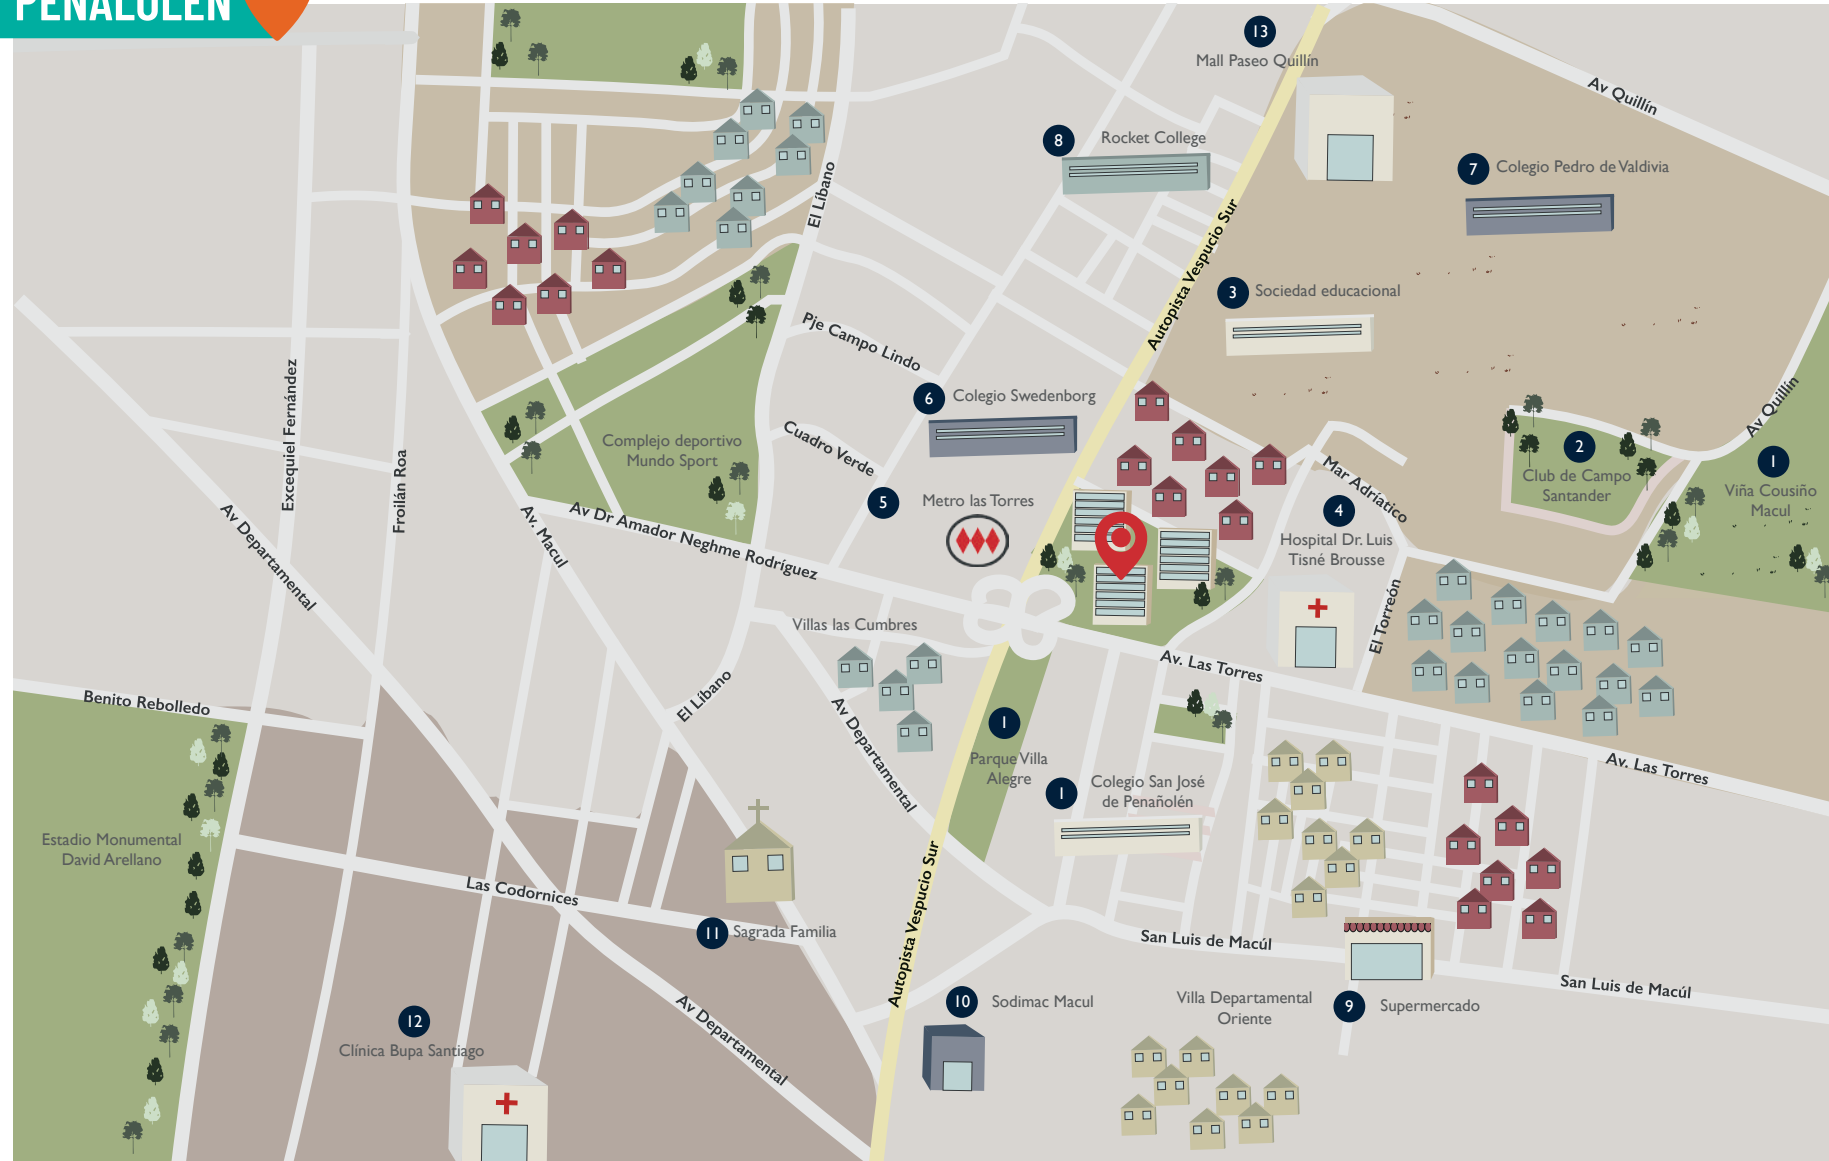 PEÑALOLÉN
13
Mall Paseo Quillín
Av Quillín
8
Rocket College
7
Colegio Pedro de Valdivia
El Líbano
Autopista Vespucio Sur
3
Sociedad educacional
Pje Campo Lindo
Excequiel Fernández
Froilán Roa
6
Colegio Swedenborg
Av Quillín
Complejo deportivo
Mundo Sport
Cuadro Verde
Mar Adríatico
2
Club de Campo
Santander
1
Viña Cousiño
Macul
5
Metro las Torres
4
Hospital Dr. Luis
Tisné Brousse
Av Departamental
Av. Macul
Av Dr Amador Neghme Rodríguez
El Torreón
Villas las Cumbres
Av. Las Torres
Benito Rebolledo
El Líbano
Av Departamental
1
Parque Villa
Alegre
Av. Las Torres
1
Colegio San José
de Penañolén
Estadio Monumental
David Arellano
Las Codornices
Autopista Vespucio Sur
11
Sagrada Familia
San Luis de Macúl
San Luis de Macúl
10
Sodimac Macul
Villa Departamental
Oriente
9
Supermercado
12
Clínica Bupa Santiago
Av Departamental